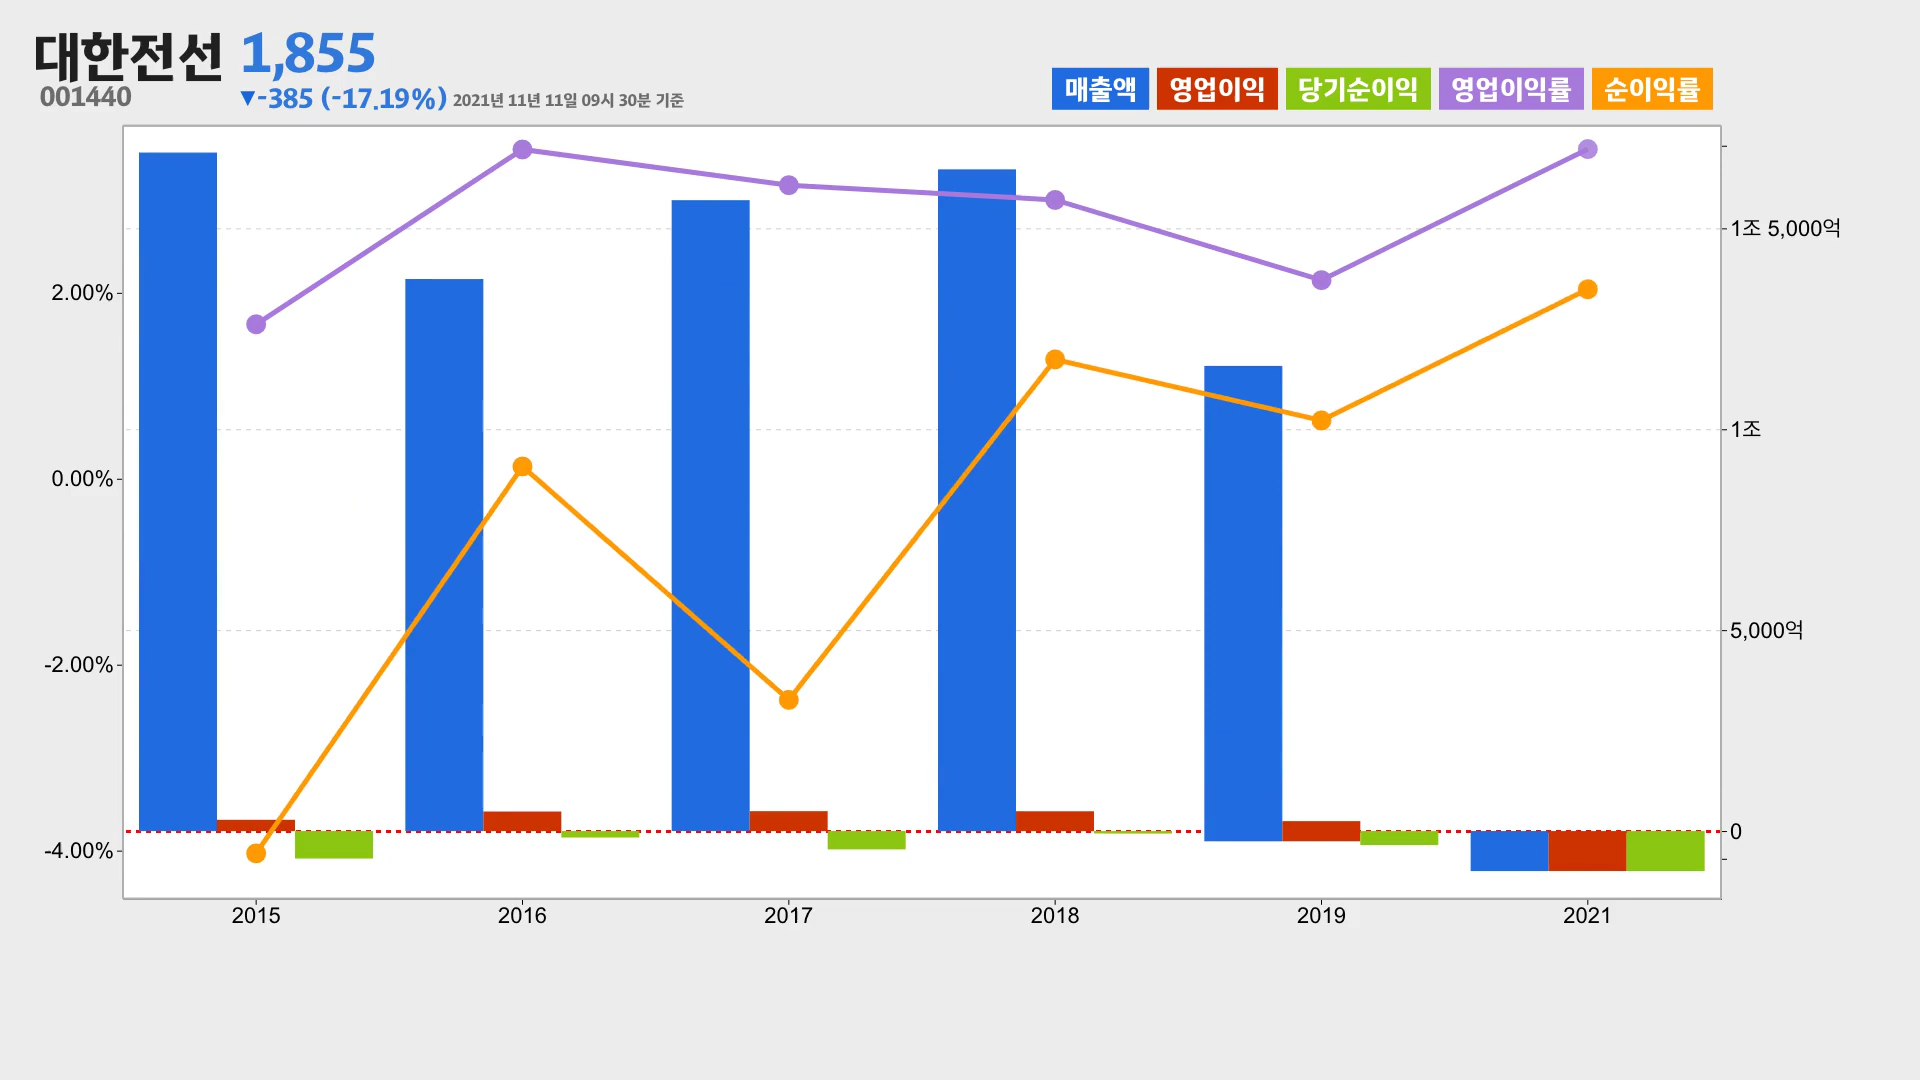 대한전선 1,855
001440 ▼-385 (-17.19%) 2021년 11년 11일 09시 30분 기준
매출액 영업이익 당기순이익 영업이익률 순이익률
1조 5,000억
2.00%
1조
0.00%
5,000억
-2.00%
0
-4.00%
2015 2016 2017 2018 2019 2021